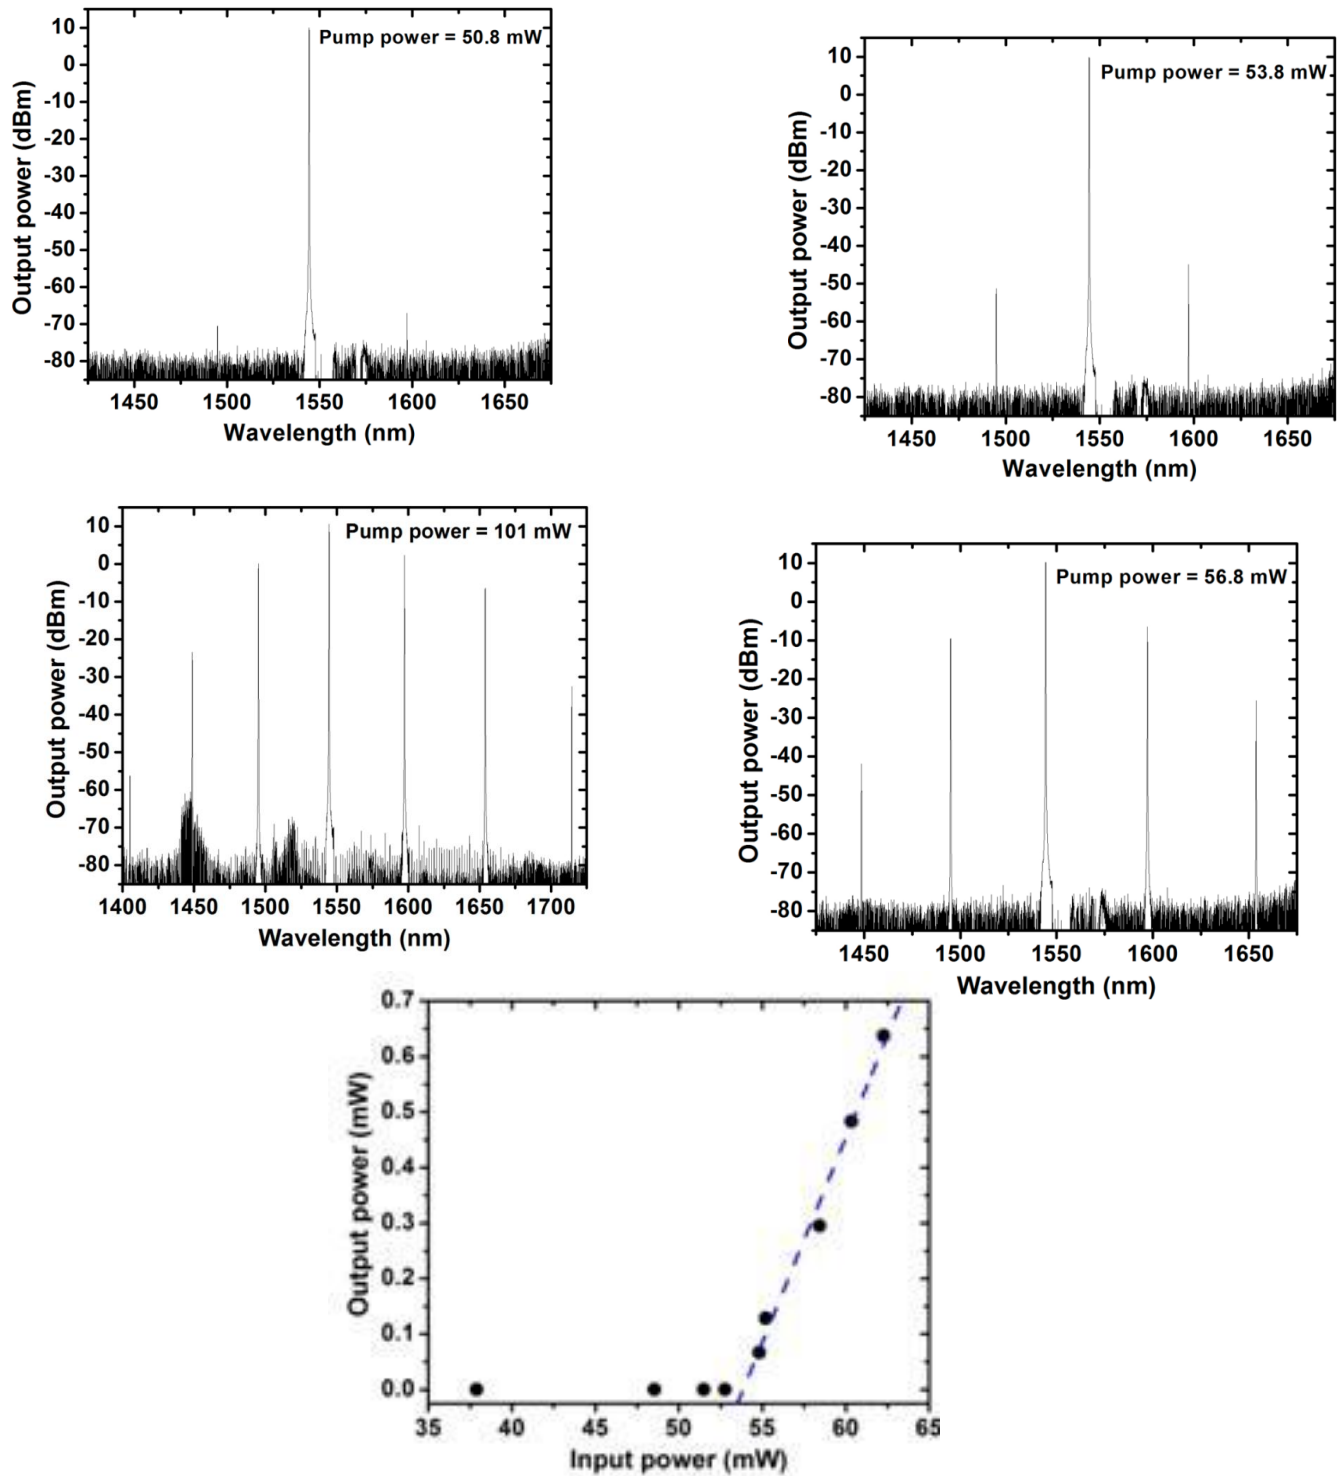 Pump power = 50.8 mW
10
0
-10
-20
-30
-40
-50
-60
-70
-80
Output power (dBm)
1450 1500 1550 1600 1650
Wavelength (nm)
Pump power = 53.8 mW
10
0
-10
-20
-30
-40
-50
-60
-70
-80
Output power (dBm)
1450 1500 1550 1600 1650
Wavelength (nm)
Pump power = 101 mW
10
0
-10
-20
-30
-40
-50
-60
-70
-80
Output power (dBm)
1400 1450 1500 1550 1600 1650 1700
Wavelength (nm)
Pump power = 56.8 mW
10
0
-10
-20
-30
-40
-50
-60
-70
-80
Output power (dBm)
1450 1500 1550 1600 1650
Wavelength (nm)
0.7
0.6
0.5
0.4
0.3
0.2
0.1
0.0
Output power (mW)
35 40 45 50 55 60 65
Input power (mW)